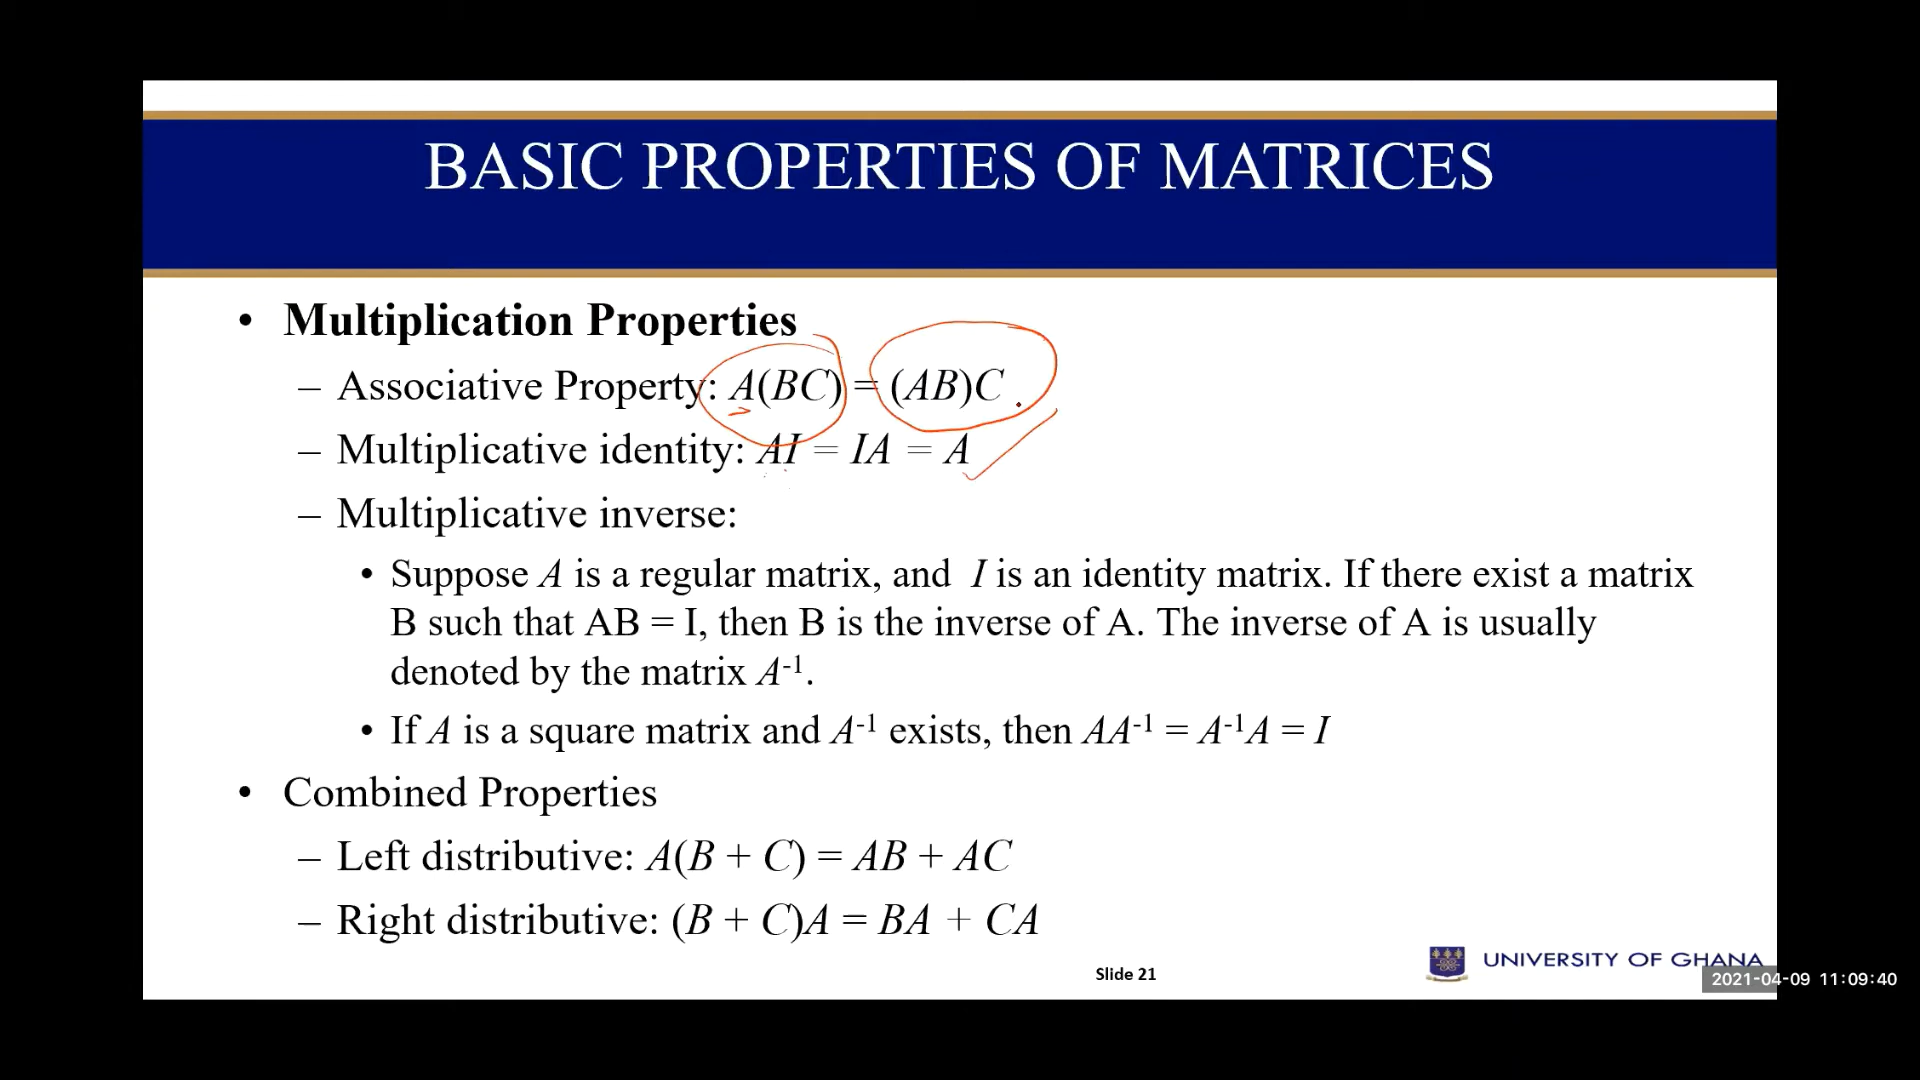 BASIC PROPERTIES OF MATRICES
• Multiplication Properties
– Associative Property: A(BC) = (AB)C
– Multiplicative identity: AI = IA = A
– Multiplicative inverse:
• Suppose A is a regular matrix, and I is an identity matrix. If there exist a matrix
B such that AB = I, then B is the inverse of A. The inverse of A is usually
denoted by the matrix A⁻¹.
• If A is a square matrix and A⁻¹ exists, then AA⁻¹ = A⁻¹A = I
• Combined Properties
– Left distributive: A(B + C) = AB + AC
– Right distributive: (B + C)A = BA + CA
UNIVERSITY OF GHANA
Slide 21
2021-04-09 11:09:40